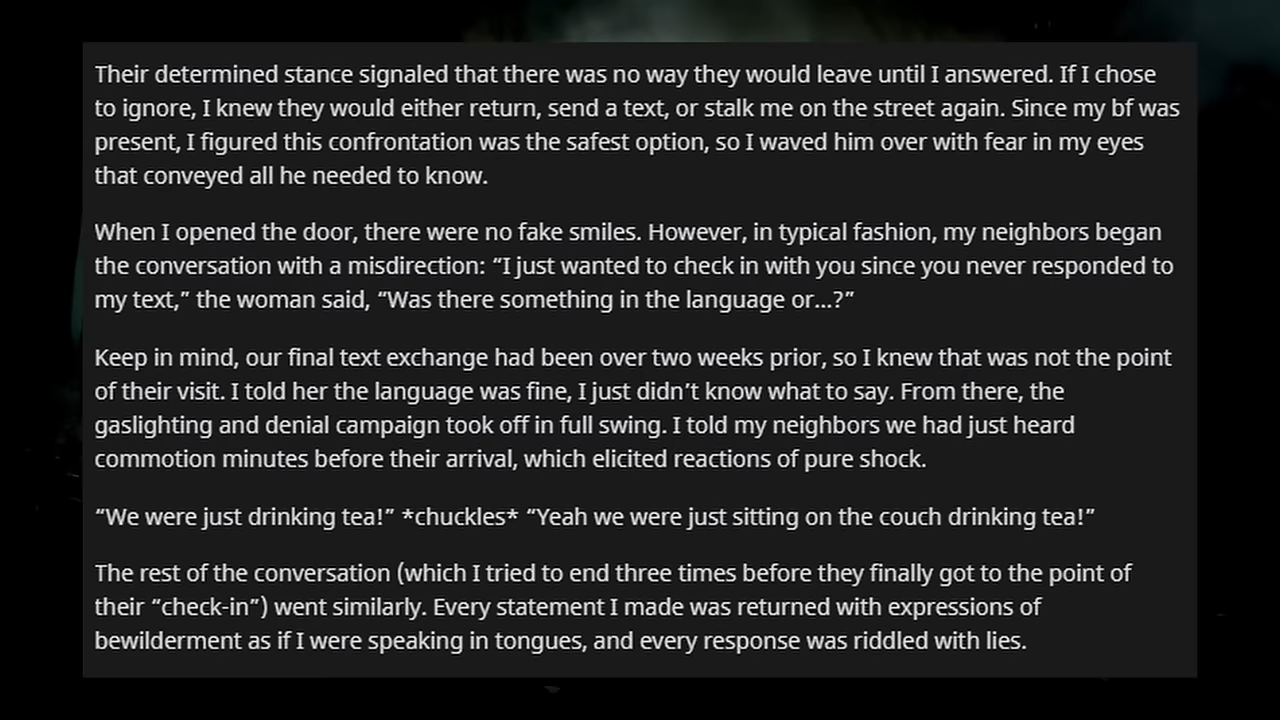 Their determined stance signaled that there was no way they would leave until I answered. If I chose
to ignore, I knew they would either return, send a text, or stalk me on the street again. Since my bf was
present, I figured this confrontation was the safest option, so I waved him over with fear in my eyes
that conveyed all he needed to know.
When I opened the door, there were no fake smiles. However, in typical fashion, my neighbors began
the conversation with a misdirection: “I just wanted to check in with you since you never responded to
my text,” the woman said, “Was there something in the language or...?”
Keep in mind, our final text exchange had been over two weeks prior, so I knew that was not the point
of their visit. I told her the language was fine, I just didn’t know what to say. From there, the
gaslighting and denial campaign took off in full swing. I told my neighbors we had just heard
commotion minutes before their arrival, which elicited reactions of pure shock.
“We were just drinking tea!” *chuckles* “Yeah we were just sitting on the couch drinking tea!”
The rest of the conversation (which I tried to end three times before they finally got to the point of
their “check-in”) went similarly. Every statement I made was returned with expressions of
bewilderment as if I were speaking in tongues, and every response was riddled with lies.